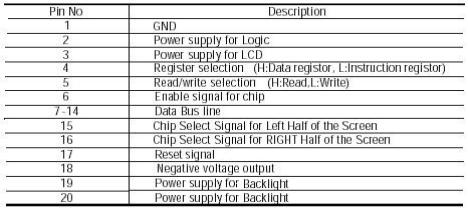 Pin No Description
1 GND
2 Power supply for Logic
3 Power supply for LCD
4 Register selection (H:Data registor, L:Instruction registor)
5 Read/write selection (H:Read,L:Write)
6 Enable signal for chip
7-14 Data Bus line
15 Chip Select Signal for Left Half of the Screen
16 Chip Select Signal for RIGHT Half of the Screen
17 Reset signal
18 Negative voltage output
19 Power supply for Backlight
20 Power supply for Backlight